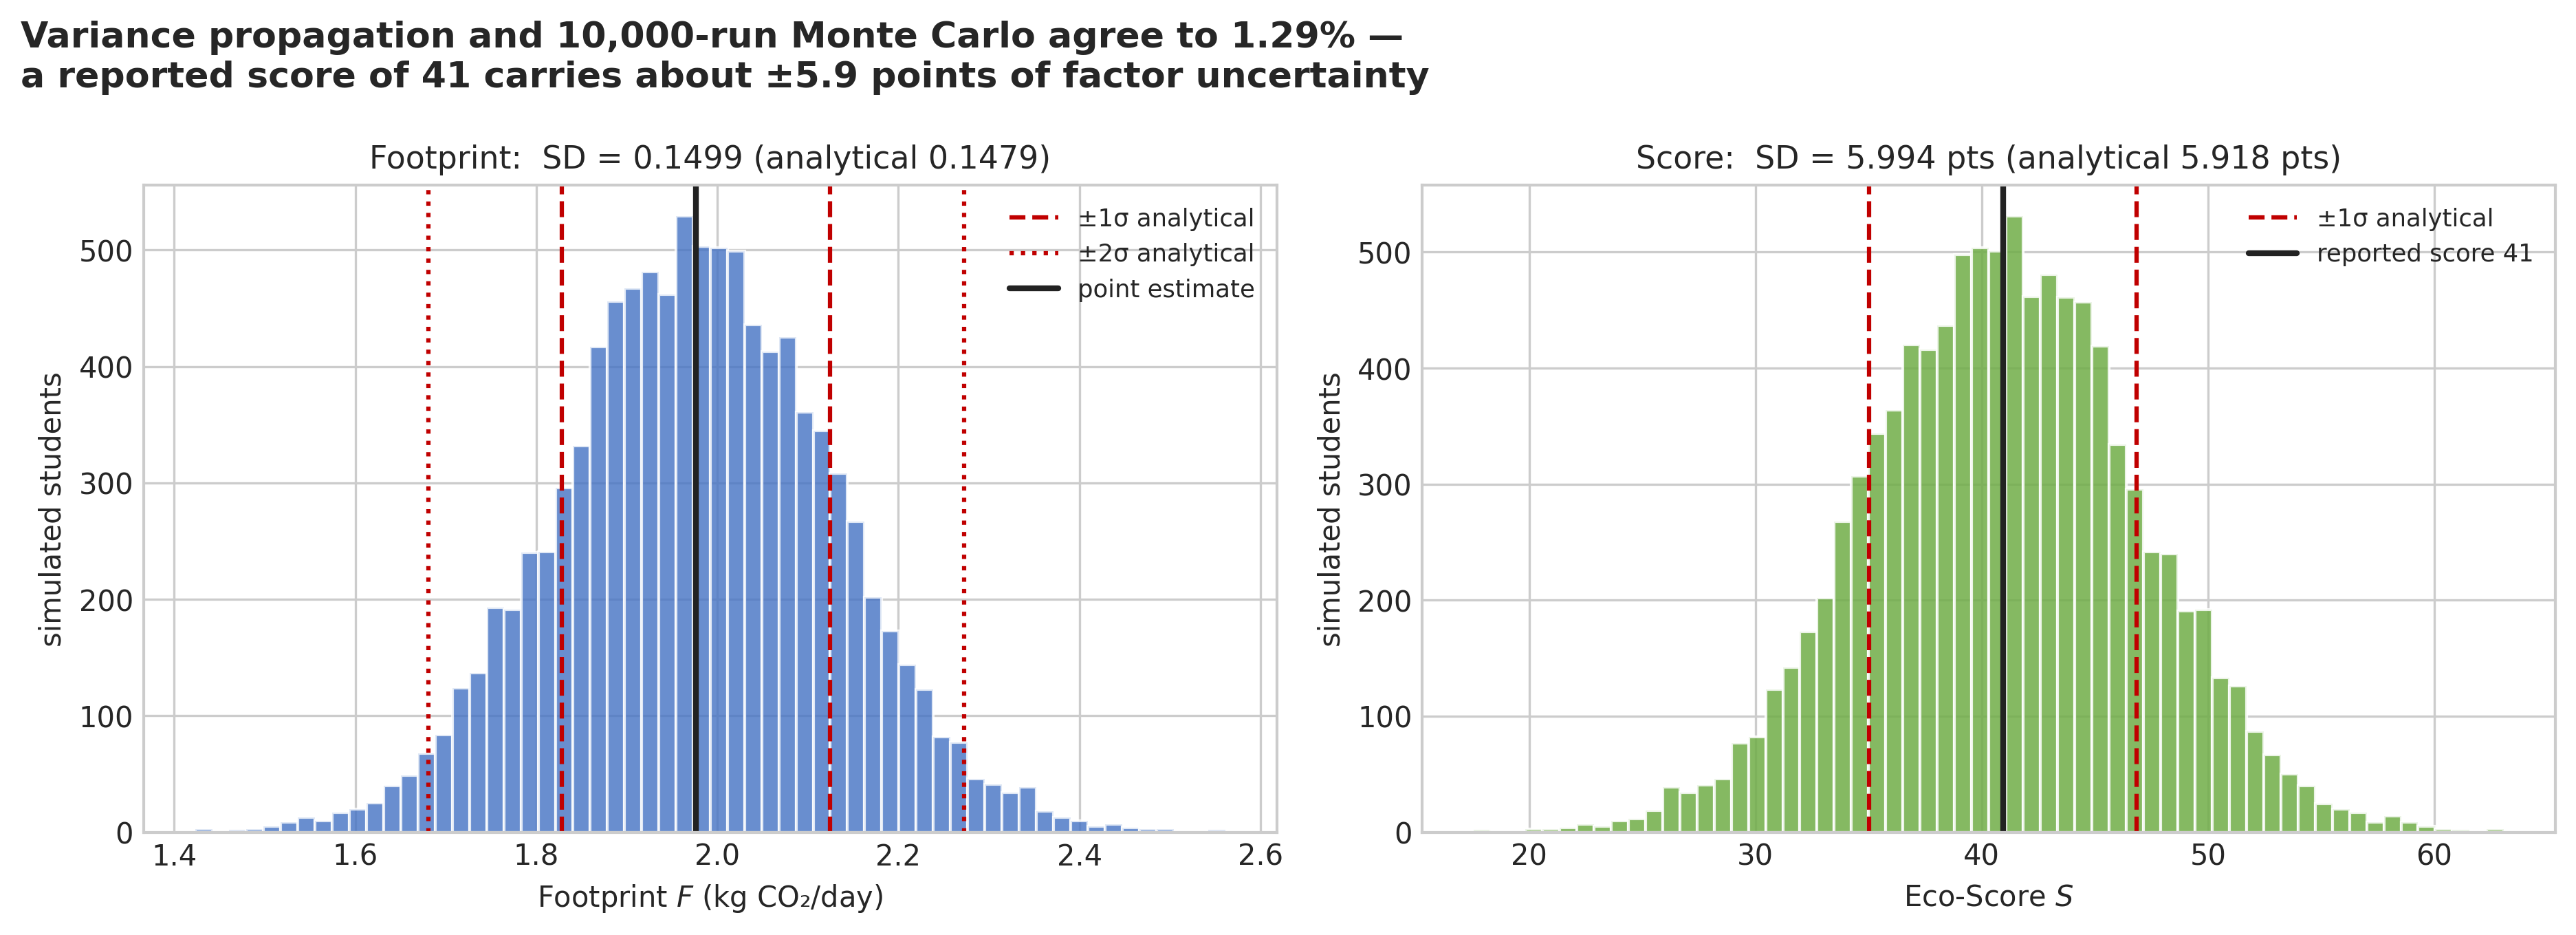 Variance propagation and 10,000-run Monte Carlo agree to 1.29% —
a reported score of 41 carries about ±5.9 points of factor uncertainty
Footprint:  SD = 0.1499 (analytical 0.1479)
±1σ analytical
±2σ analytical
point estimate
simulated students
500
400
300
200
100
0
1.4 1.6 1.8 2.0 2.2 2.4 2.6
Footprint F (kg CO₂/day)
Score:  SD = 5.994 pts (analytical 5.918 pts)
±1σ analytical
reported score 41
simulated students
500
400
300
200
100
0
20 30 40 50 60
Eco-Score S